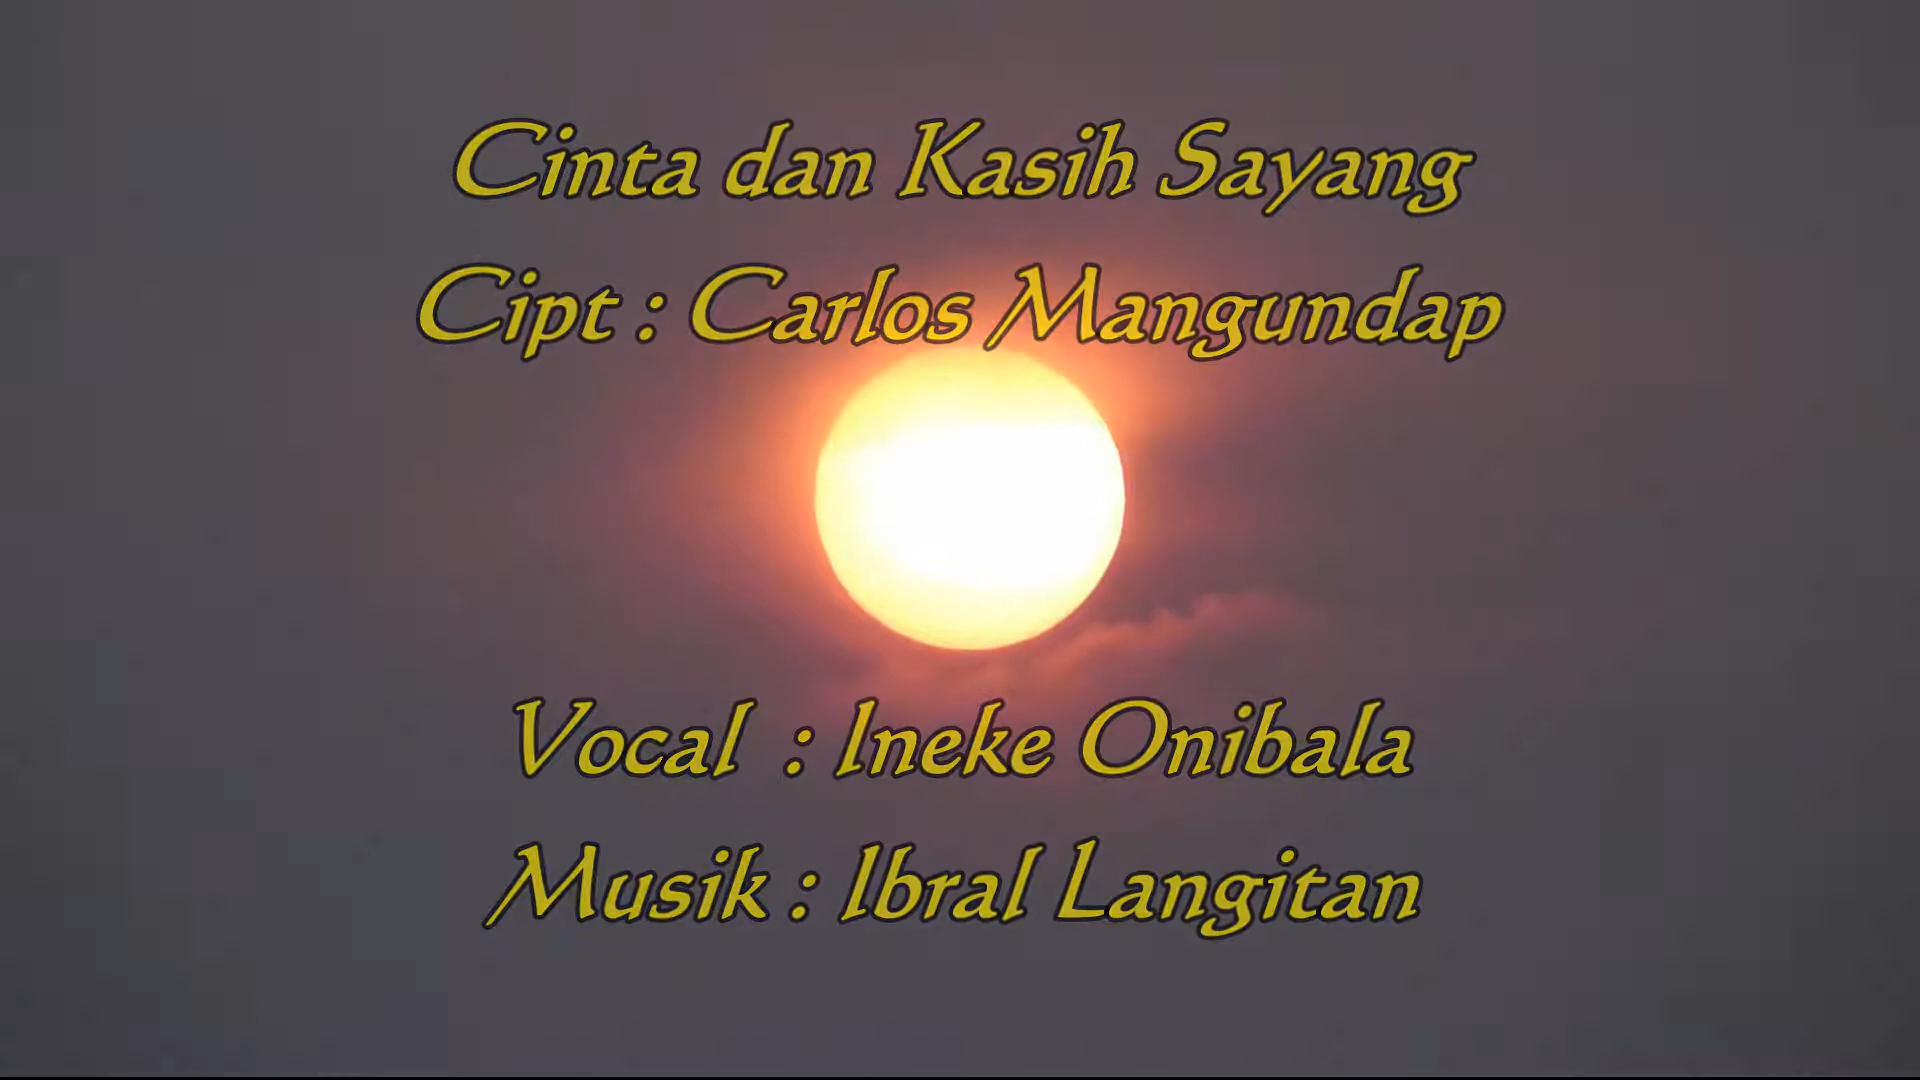 Cinta dan Kasih Sayang
Cipt : Carlos Mangundap
Vocal : Ineke Onibala
Musik : Ibral Langitan